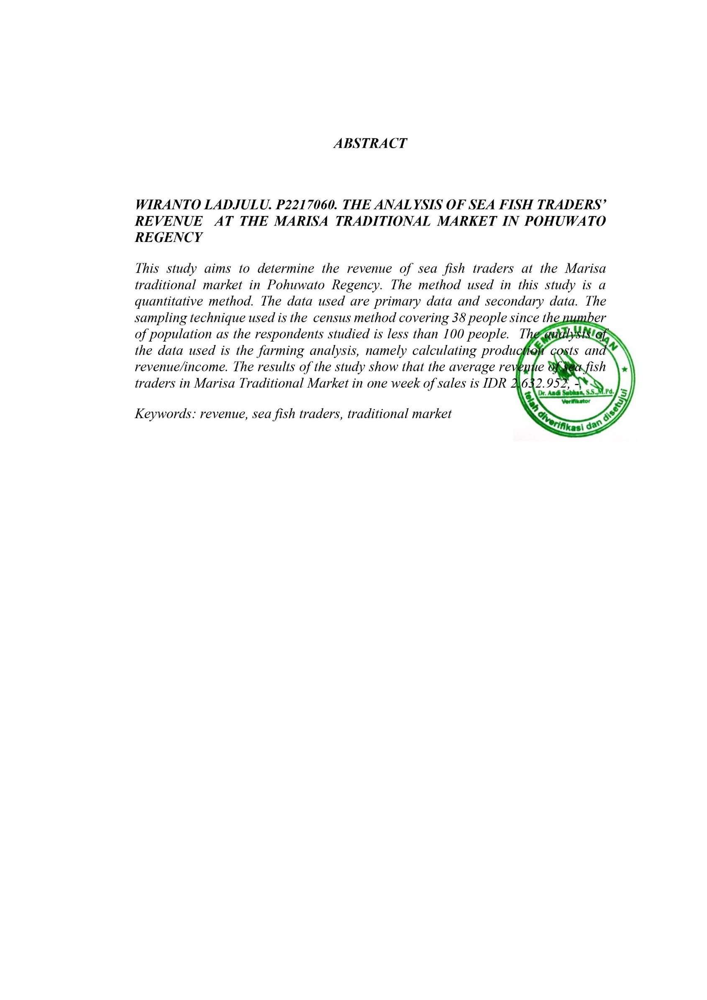 ABSTRACT
WIRANTO LADJULU. P2217060. THE ANALYSIS OF SEA FISH TRADERS’
REVENUE AT THE MARISA TRADITIONAL MARKET IN POHUWATO
REGENCY
This study aims to determine the revenue of sea fish traders at the Marisa
traditional market in Pohuwato Regency. The method used in this study is a
quantitative method. The data used are primary data and secondary data. The
sampling technique used is the census method covering 38 people since the number
of population as the respondents studied is less than 100 people. The analysis of
the data used is the farming analysis, namely calculating production costs and
revenue/income. The results of the study show that the average revenue of sea fish
traders in Marisa Traditional Market in one week of sales is IDR 2.632.952, -.
Keywords: revenue, sea fish traders, traditional market
UNIGAN
Dr. Andi Subhan, S.S.,M.Pd.
Verifikator
telah diverifikasi dan disetujui